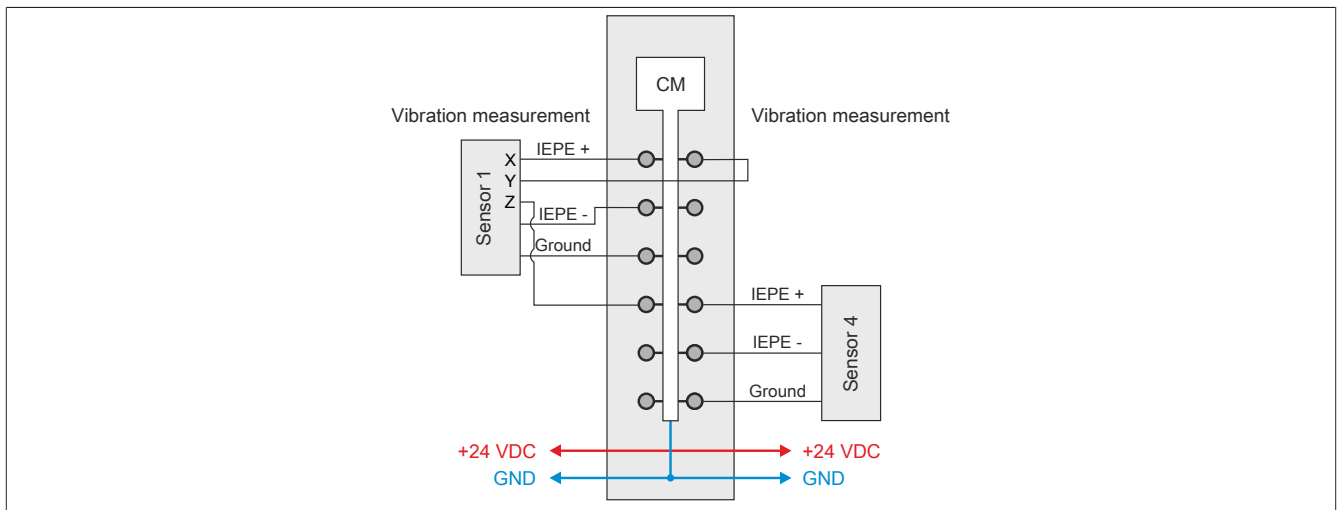 CM
Vibration measurement
Vibration measurement
IEPE +
X
Y
Z
Sensor 1
IEPE -
Ground
IEPE +
IEPE -
Ground
Sensor 4
+24 VDC
+24 VDC
GND
GND